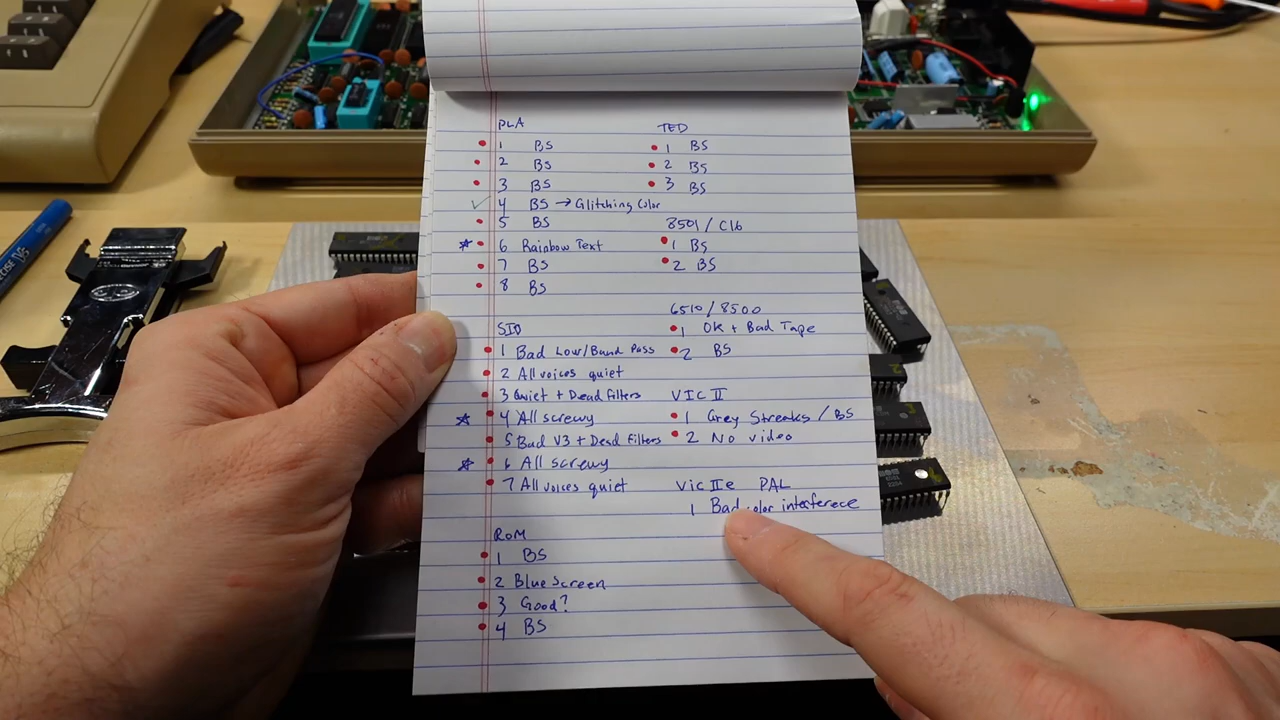 PLA
1 BS
2 BS
3 BS
4 BS → Glitching Color
5 BS
6 Rainbow Text
7 BS
8 BS
SID
1 Bad Low/Band Pass
2 All voices quiet
3 Quiet + Dead Filters
4 All screwy
5 Bad V3 + Dead Filters
6 All screwy
7 All voices quiet
ROM
1 BS
2 Blue Screen
3 Good?
4 BS
TED
1 BS
2 BS
3 BS
8501 / C16
1 BS
2 BS
6510 / 8500
1 OK + Bad Tape
2 BS
VIC II
1 Grey Streaks / BS
2 No video
Vic II e PAL
1 Bad color interferece